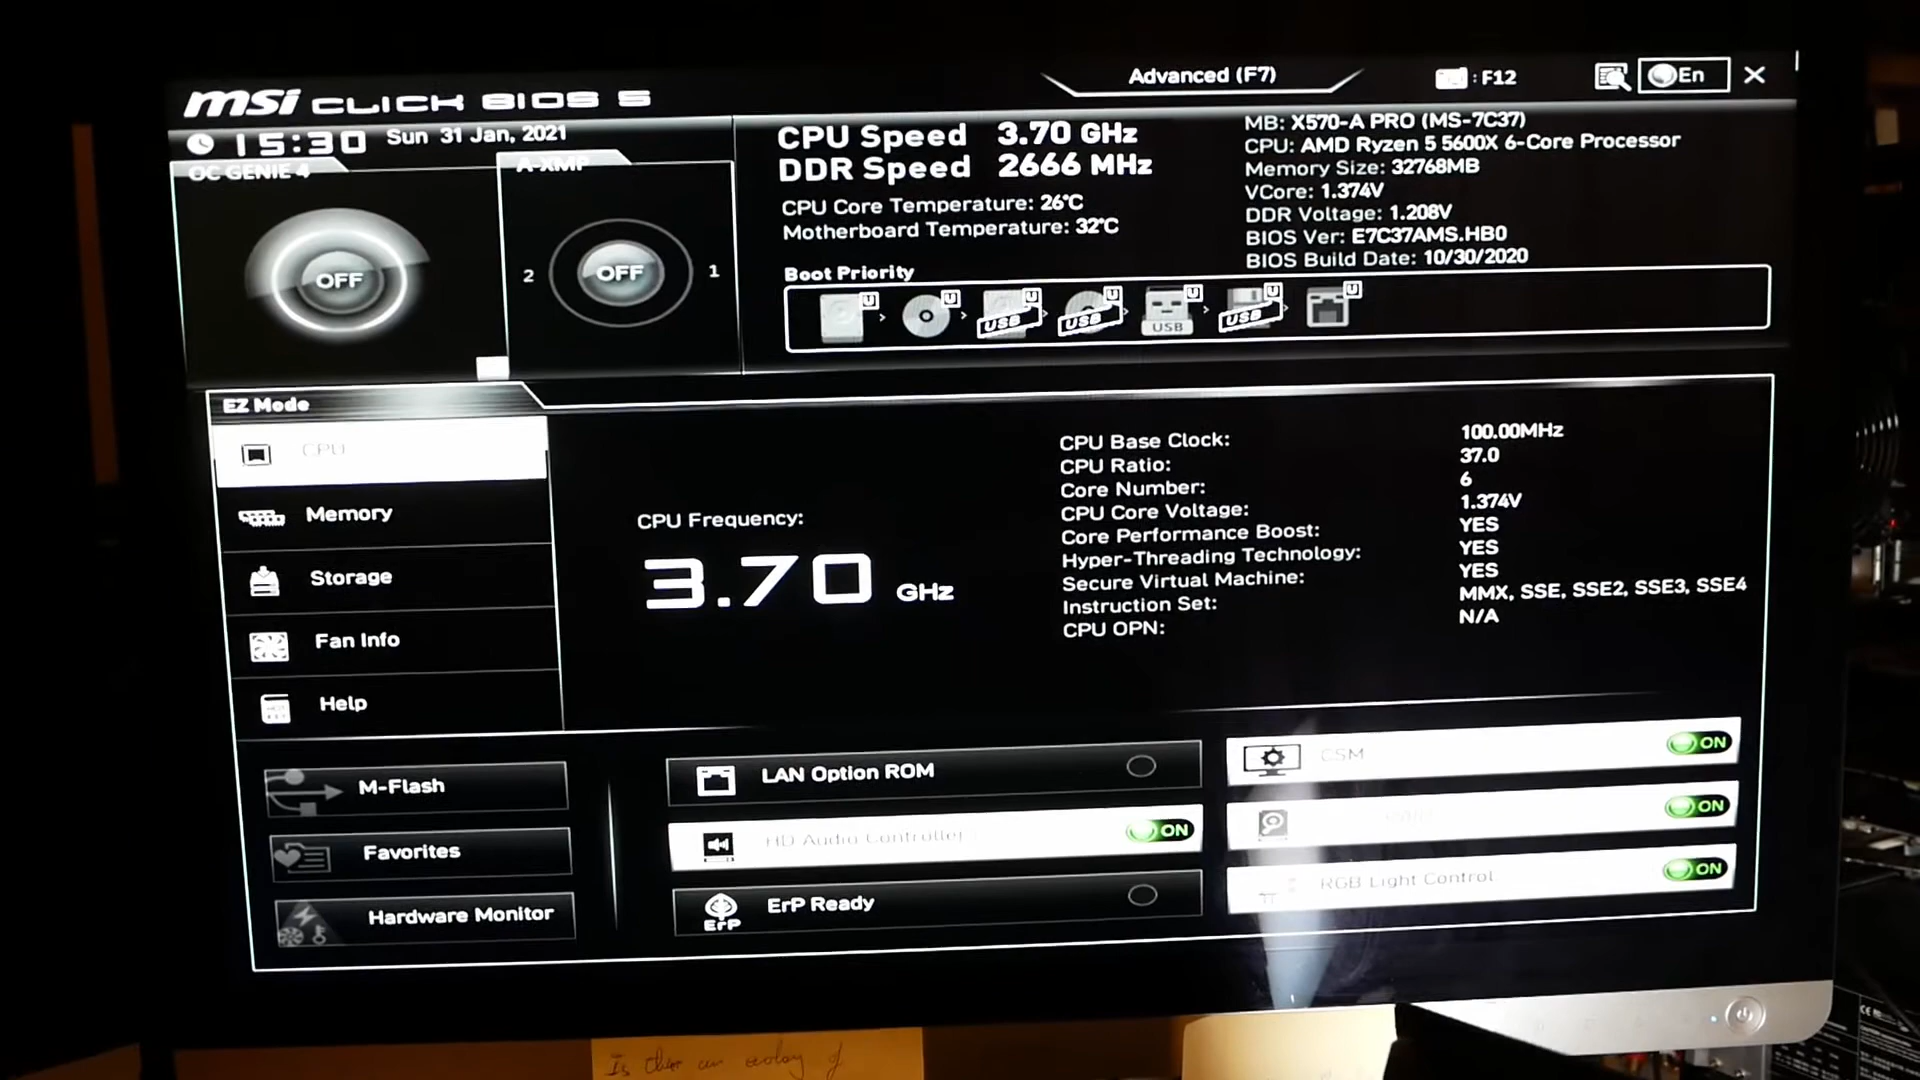 msi CLICK BIOS 5
Advanced (F7)
: F12
En
15:30 Sun 31 Jan, 2021
OC GENIE 4
OFF
A-XMP
2
OFF
1
CPU Speed 3.70 GHz
DDR Speed 2666 MHz
CPU Core Temperature: 26°C
Motherboard Temperature: 32°C
MB: X570-A PRO (MS-7C37)
CPU: AMD Ryzen 5 5600X 6-Core Processor
Memory Size: 32768MB
VCore: 1.374V
DDR Voltage: 1.208V
BIOS Ver: E7C37AMS.HB0
BIOS Build Date: 10/30/2020
Boot Priority
U
U
USB U
USB U
USB U
USB U
U
EZ Mode
CPU
Memory
Storage
Fan Info
Help
CPU Frequency:
3.70 GHz
CPU Base Clock: 100.00MHz
CPU Ratio: 37.0
Core Number: 6
CPU Core Voltage: 1.374V
Core Performance Boost: YES
Hyper-Threading Technology: YES
Secure Virtual Machine: YES
Instruction Set: MMX, SSE, SSE2, SSE3, SSE4
CPU OPN: N/A
M-Flash
Favorites
Hardware Monitor
LAN Option ROM
HD Audio Controller ON
ErP ErP Ready
CSM ON
ON
RGB Light Control ON
Is
of